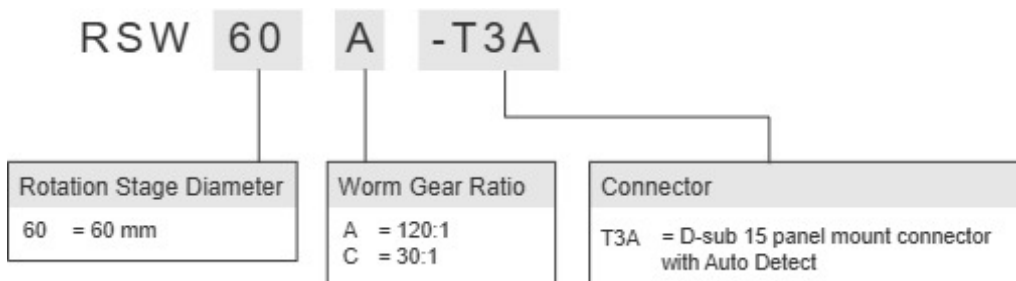 RSW 60 A -T3A
Rotation Stage Diameter
60 = 60 mm
Worm Gear Ratio
A = 120:1
C = 30:1
Connector
T3A = D-sub 15 panel mount connector
with Auto Detect